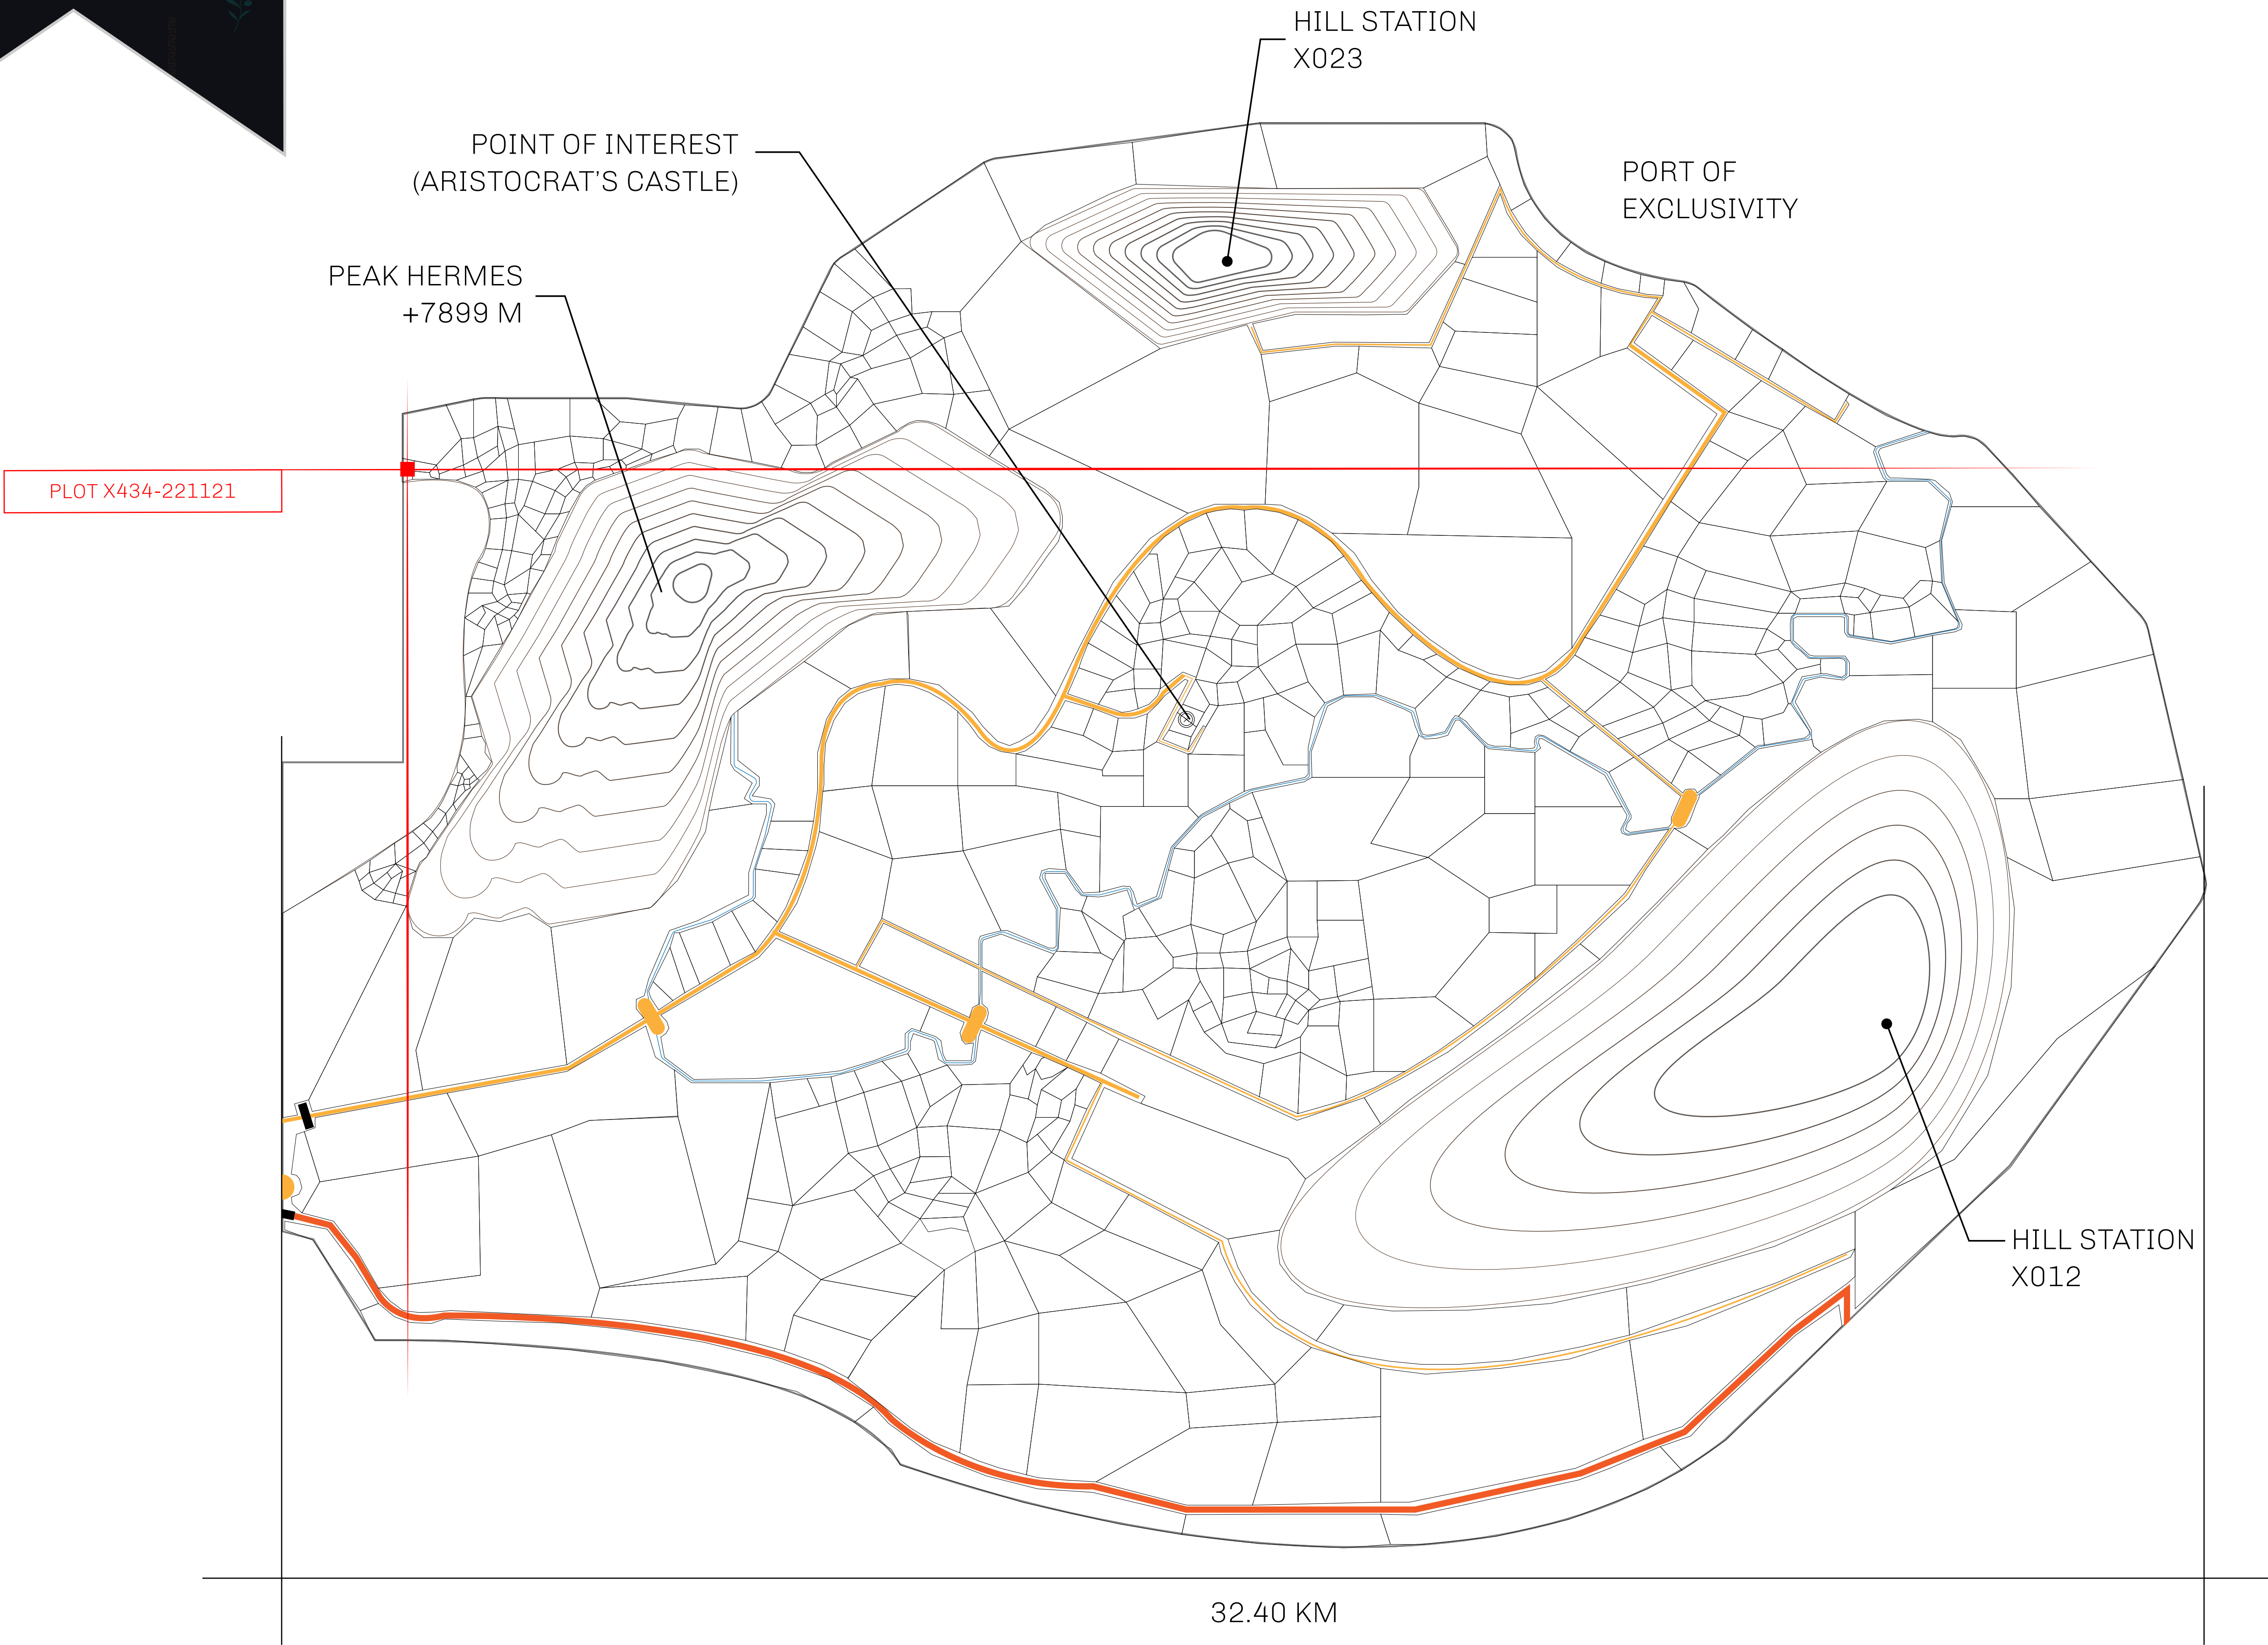 HILL STATION
X023
POINT OF INTEREST
(ARISTOCRAT'S CASTLE)
PORT OF
EXCLUSIVITY
PEAK HERMES
+7899 M
PLOT X434-221121
HILL STATION
X012
32.40 KM